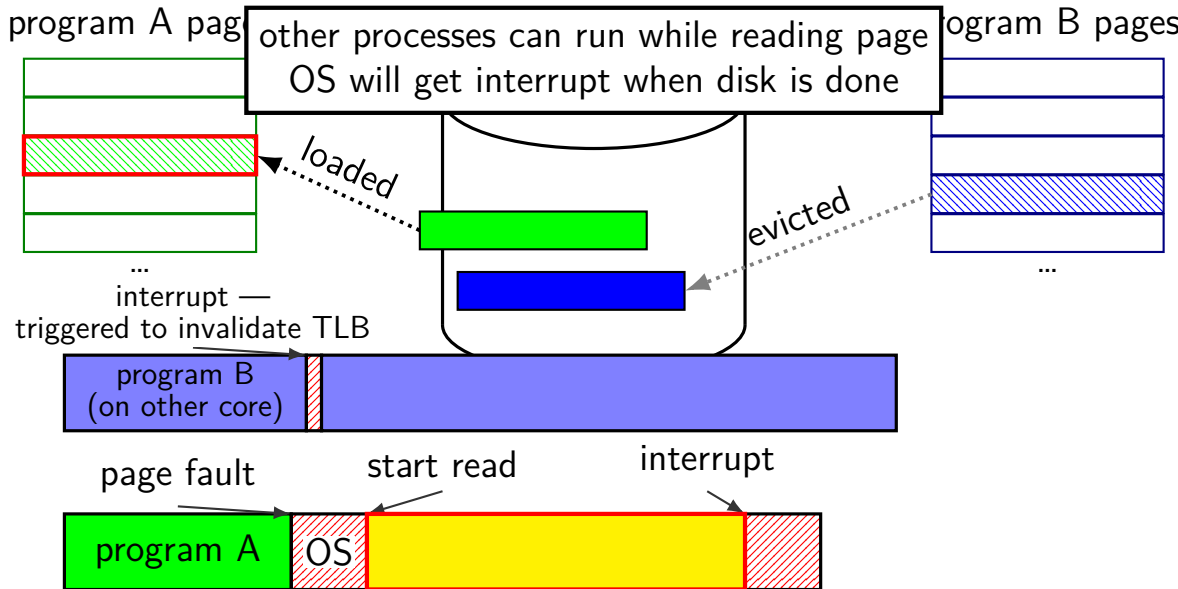 program A pag
other processes can run while reading page
OS will get interrupt when disk is done
rogram B pages
loaded
evicted
...
...
interrupt —
triggered to invalidate TLB
program B
(on other core)
page fault
start read
interrupt
program A
OS